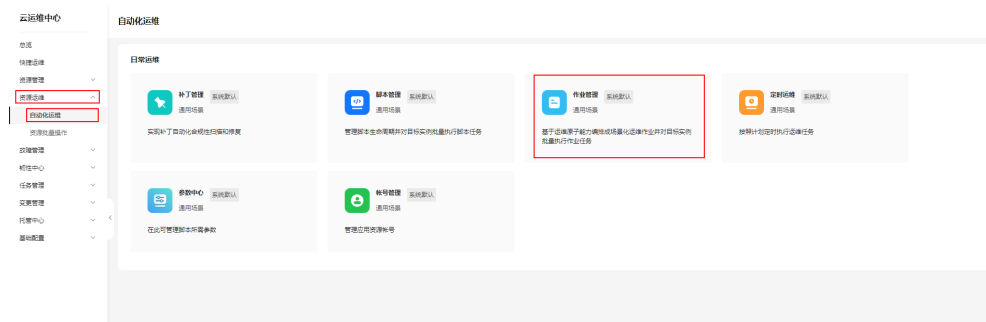 云运维中心
自动化运维
总览
快捷运维
资源管理
资源运维
自动化运维
资源批量操作
故障管理
韧性中心
任务管理
变更管理
托管中心
基础配置
日常运维
补丁管理 系统默认
通用场景
实现补丁自动化合规性扫描和修复
脚本管理 系统默认
通用场景
管理脚本生命周期并对目标实例批量执行脚本任务
作业管理 系统默认
通用场景
基于运维原子能力编排成场景化运维作业并对目标实例
批量执行作业任务
定时运维 系统默认
通用场景
按照计划定时执行运维任务
参数中心 系统默认
通用场景
在此可管理脚本所需参数
帐号管理 系统默认
通用场景
管理应用资源帐号